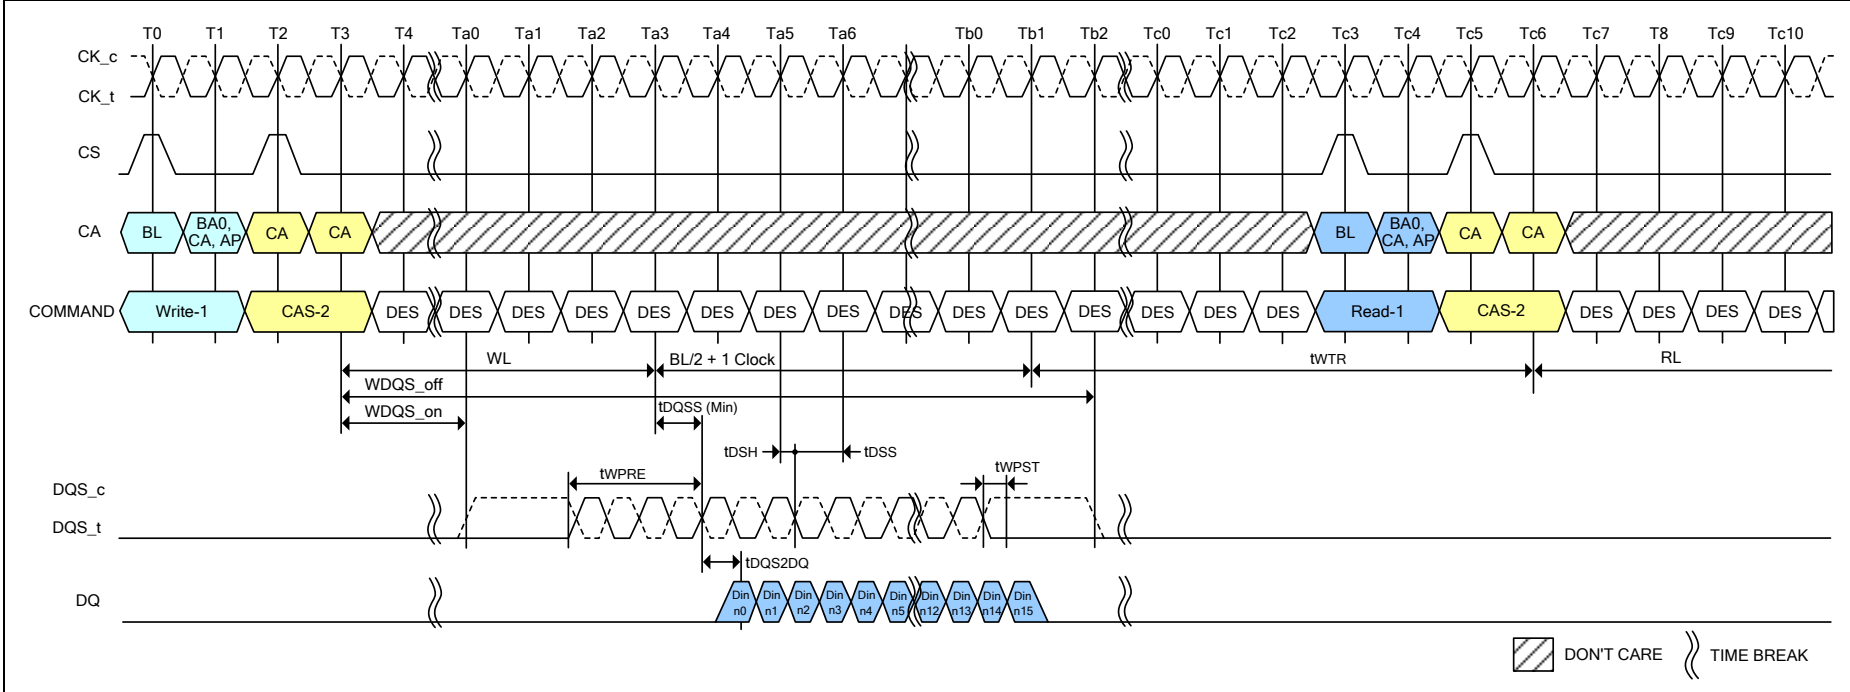 T0 T1 T2 T3 T4 Ta0 Ta1 Ta2 Ta3 Ta4 Ta5 Ta6 Tb0 Tb1 Tb2 Tc0 Tc1 Tc2 Tc3 Tc4 Tc5 Tc6 Tc7 T8 Tc9 Tc10
CK_c
CK_t
CS
CA BL BA0, CA, AP CA CA BL BA0, CA, AP CA CA
COMMAND Write-1 CAS-2 DES DES DES DES DES DES DES DES DES DES DES DES DES DES DES Read-1 CAS-2 DES DES DES DES
WL BL/2 + 1 Clock tWTR RL
WDQS_off
WDQS_on tDQSS (Min)
tDSH tDSS
tWPRE tWPST
DQS_c
DQS_t
tDQS2DQ
DQ Din n0 Din n1 Din n2 Din n3 Din n4 Din n5 Din n12 Din n13 Din n14 Din n15
DON'T CARE TIME BREAK